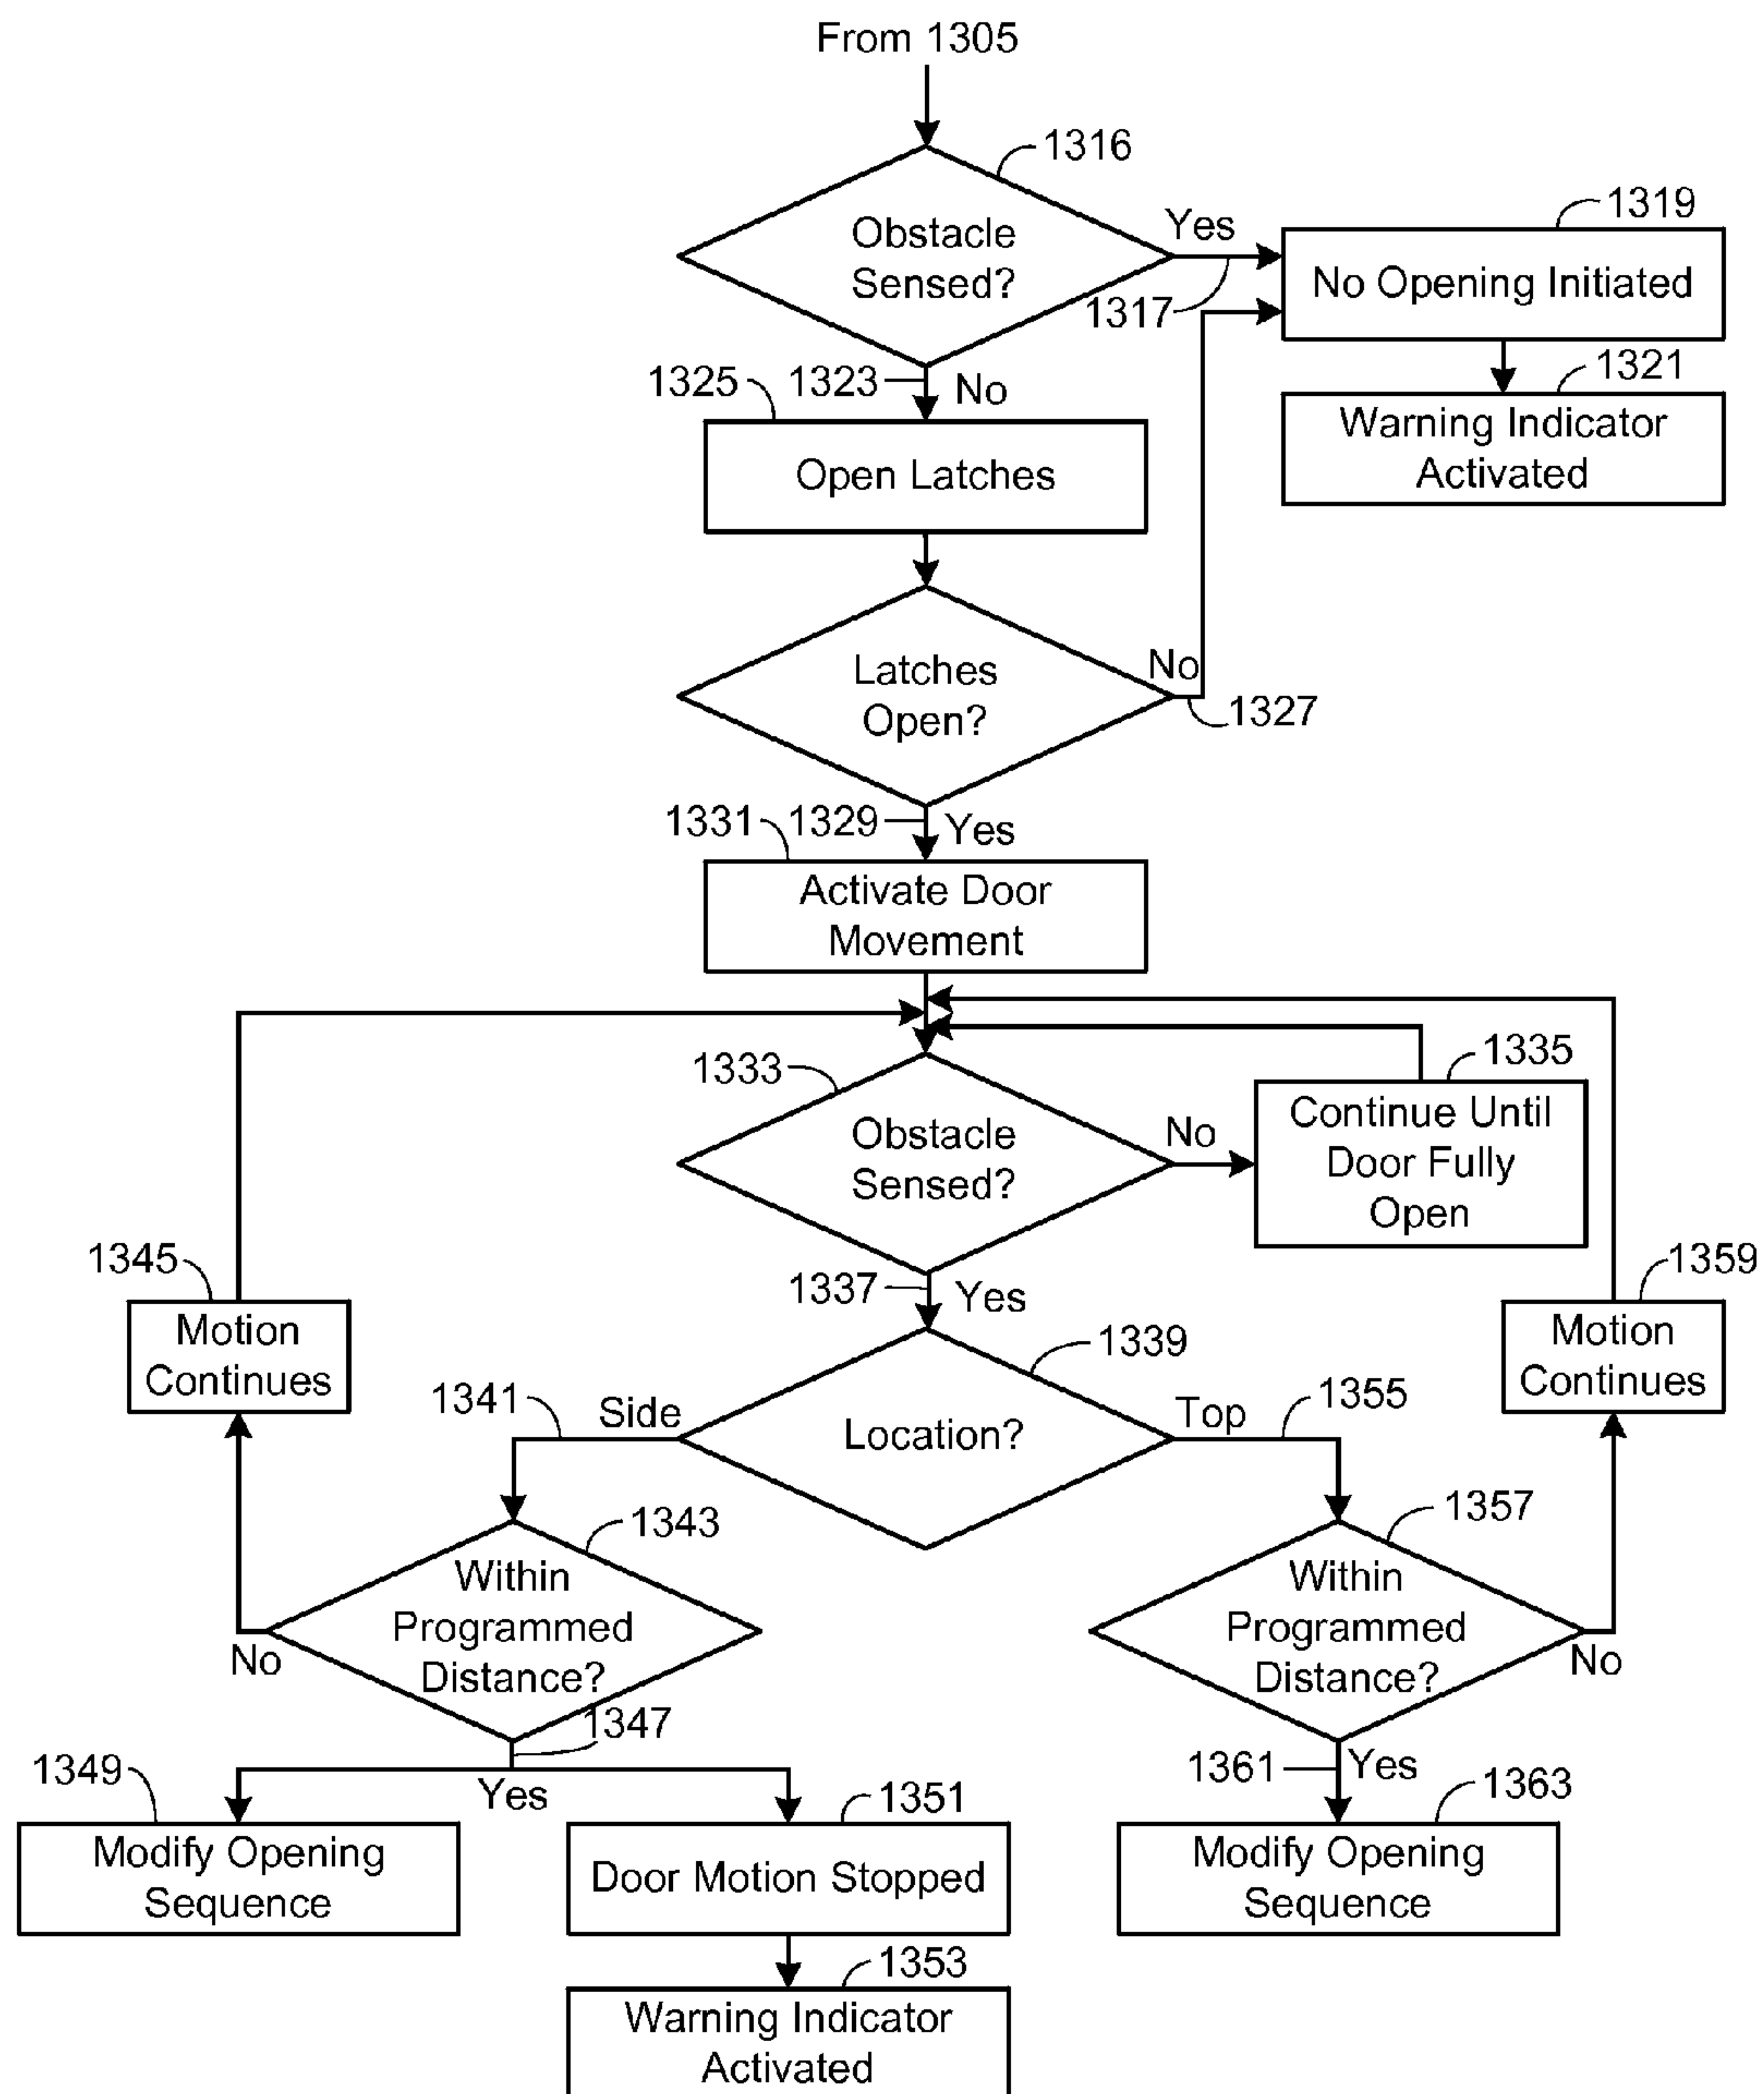 From 1305
1316
Obstacle
Sensed?
Yes
1317
1319
No Opening Initiated
1321
Warning Indicator
Activated
1323
No
1325
Open Latches
Latches
Open?
No
1327
1329
Yes
1331
Activate Door
Movement
1333
Obstacle
Sensed?
No
1335
Continue Until
Door Fully
Open
1337
Yes
1339
Location?
1341
Side
1355
Top
1345
Motion
Continues
1359
Motion
Continues
1343
Within
Programmed
Distance?
No
1347
Yes
1357
Within
Programmed
Distance?
No
1361
Yes
1349
Modify Opening
Sequence
1351
Door Motion Stopped
1353
Warning Indicator
Activated
1363
Modify Opening
Sequence